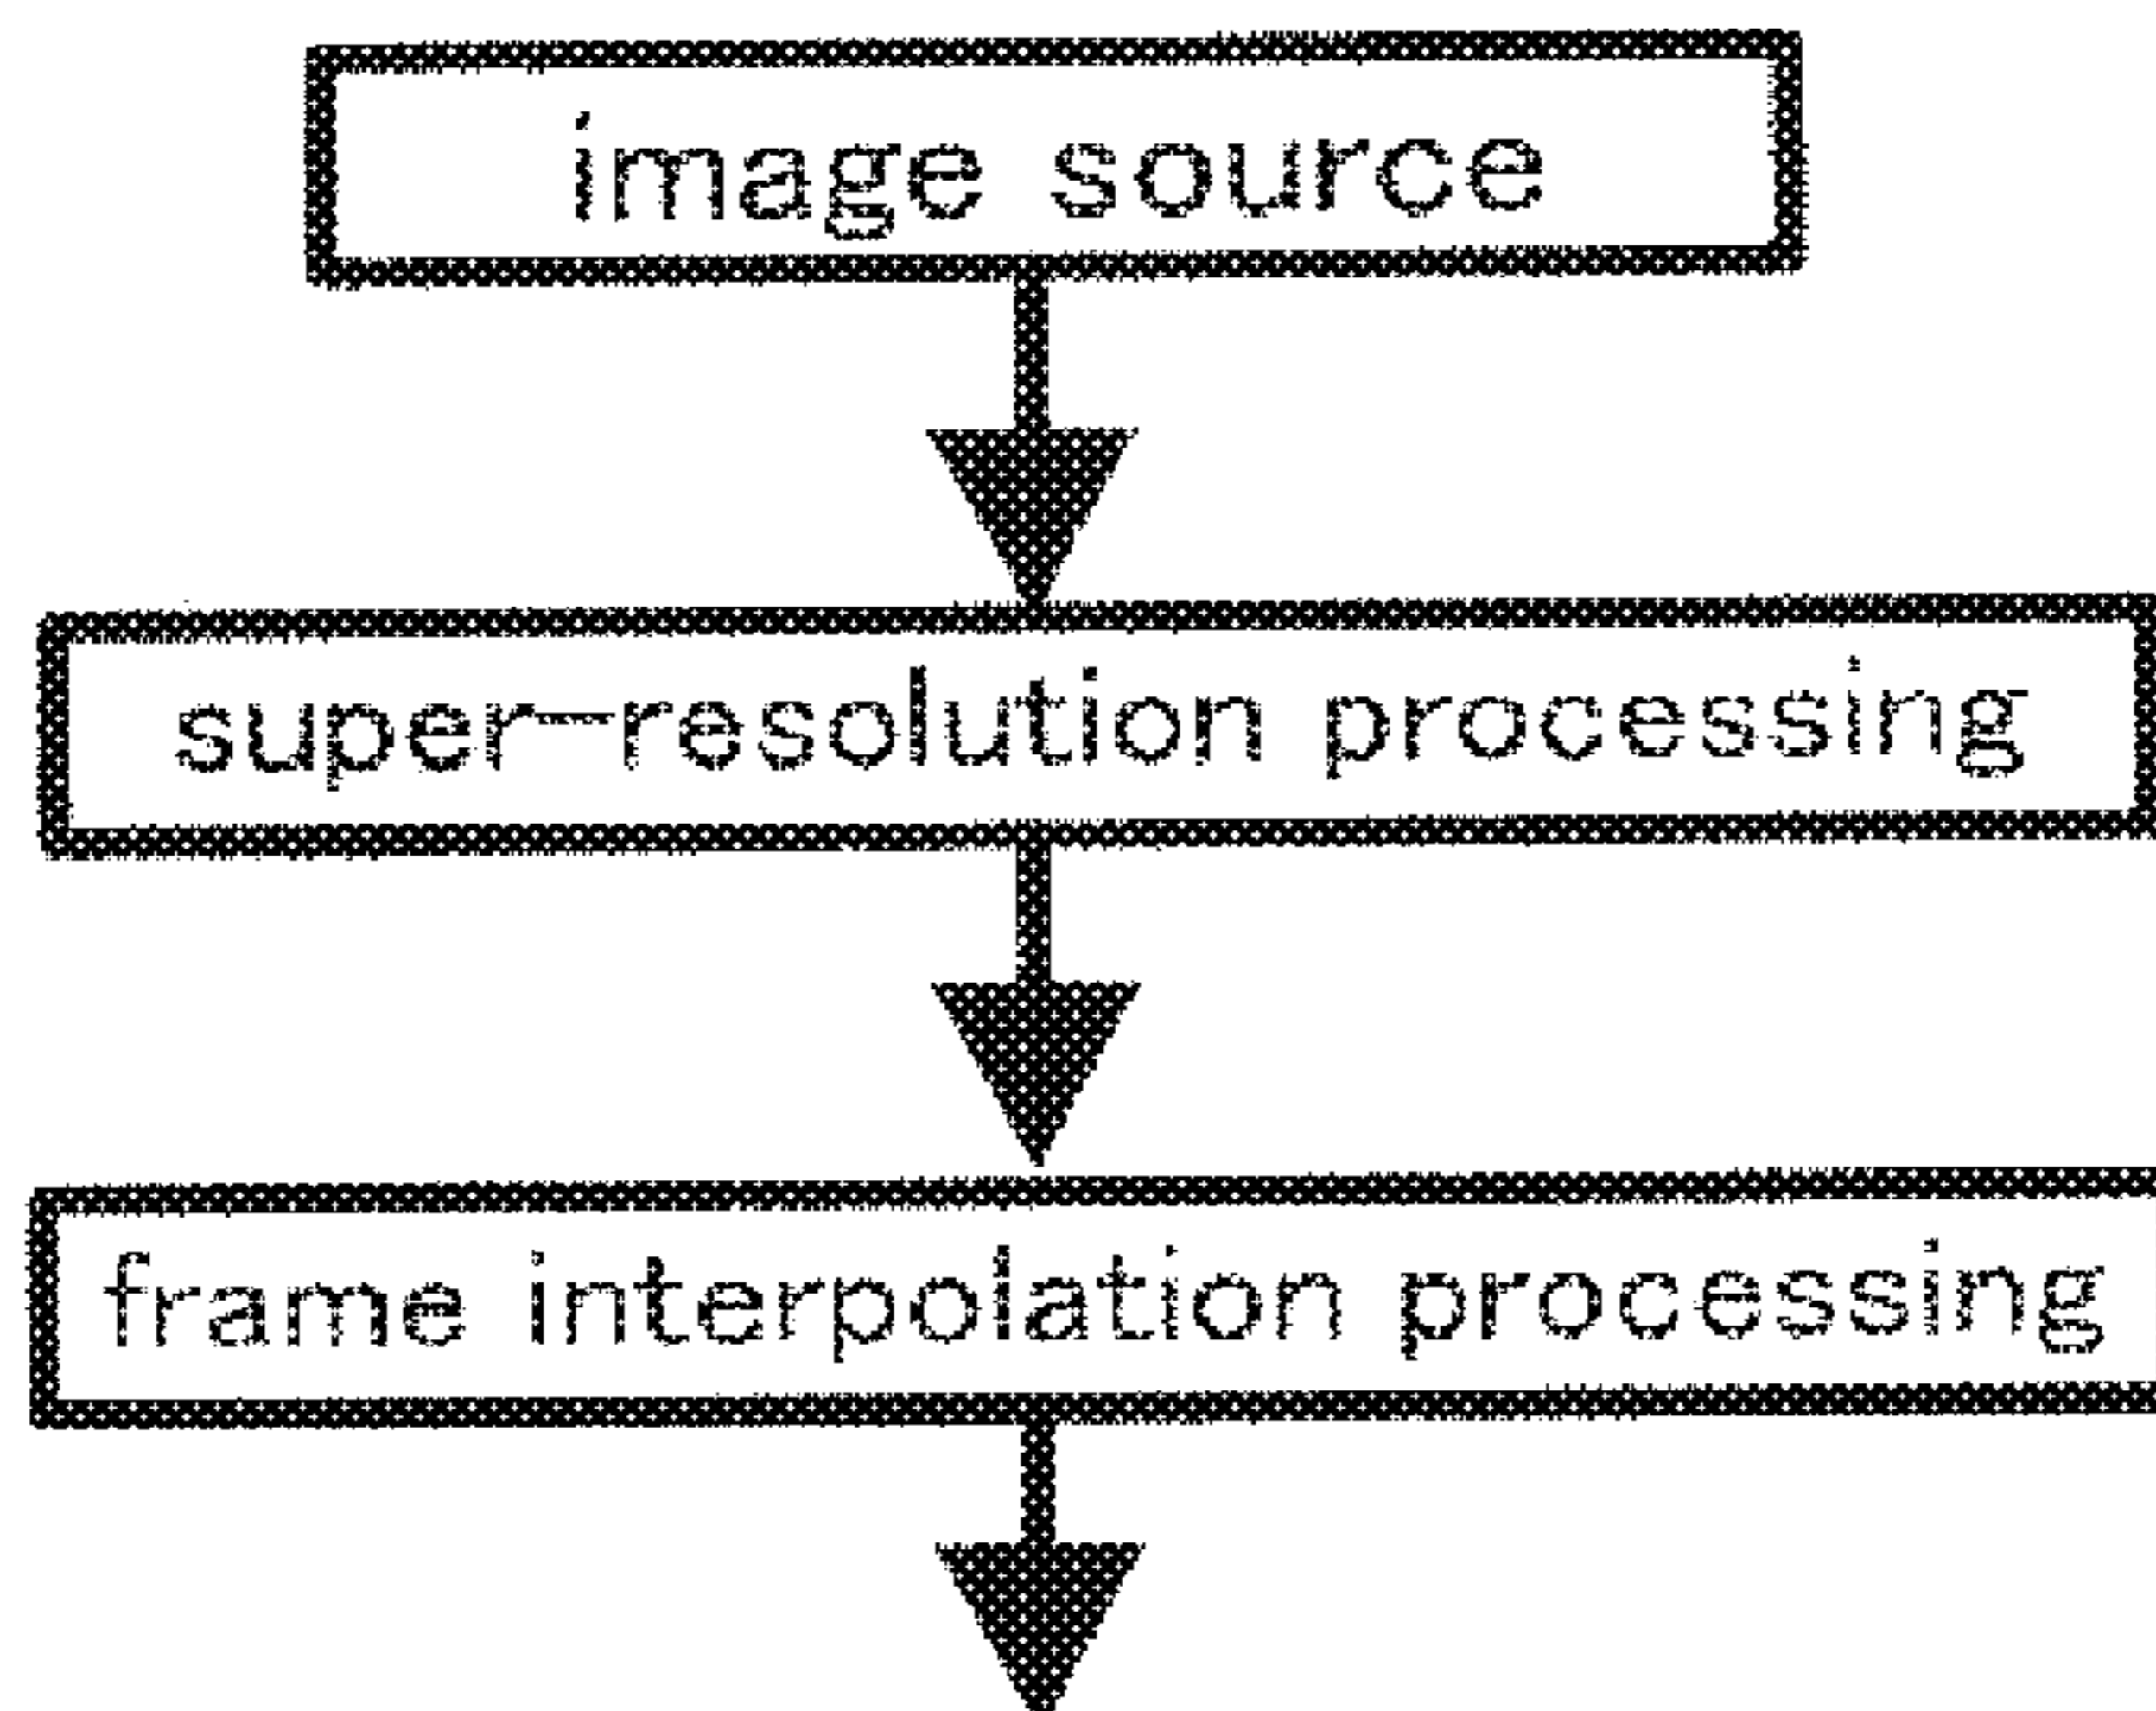 image source
super-resolution processing
frame interpolation processing